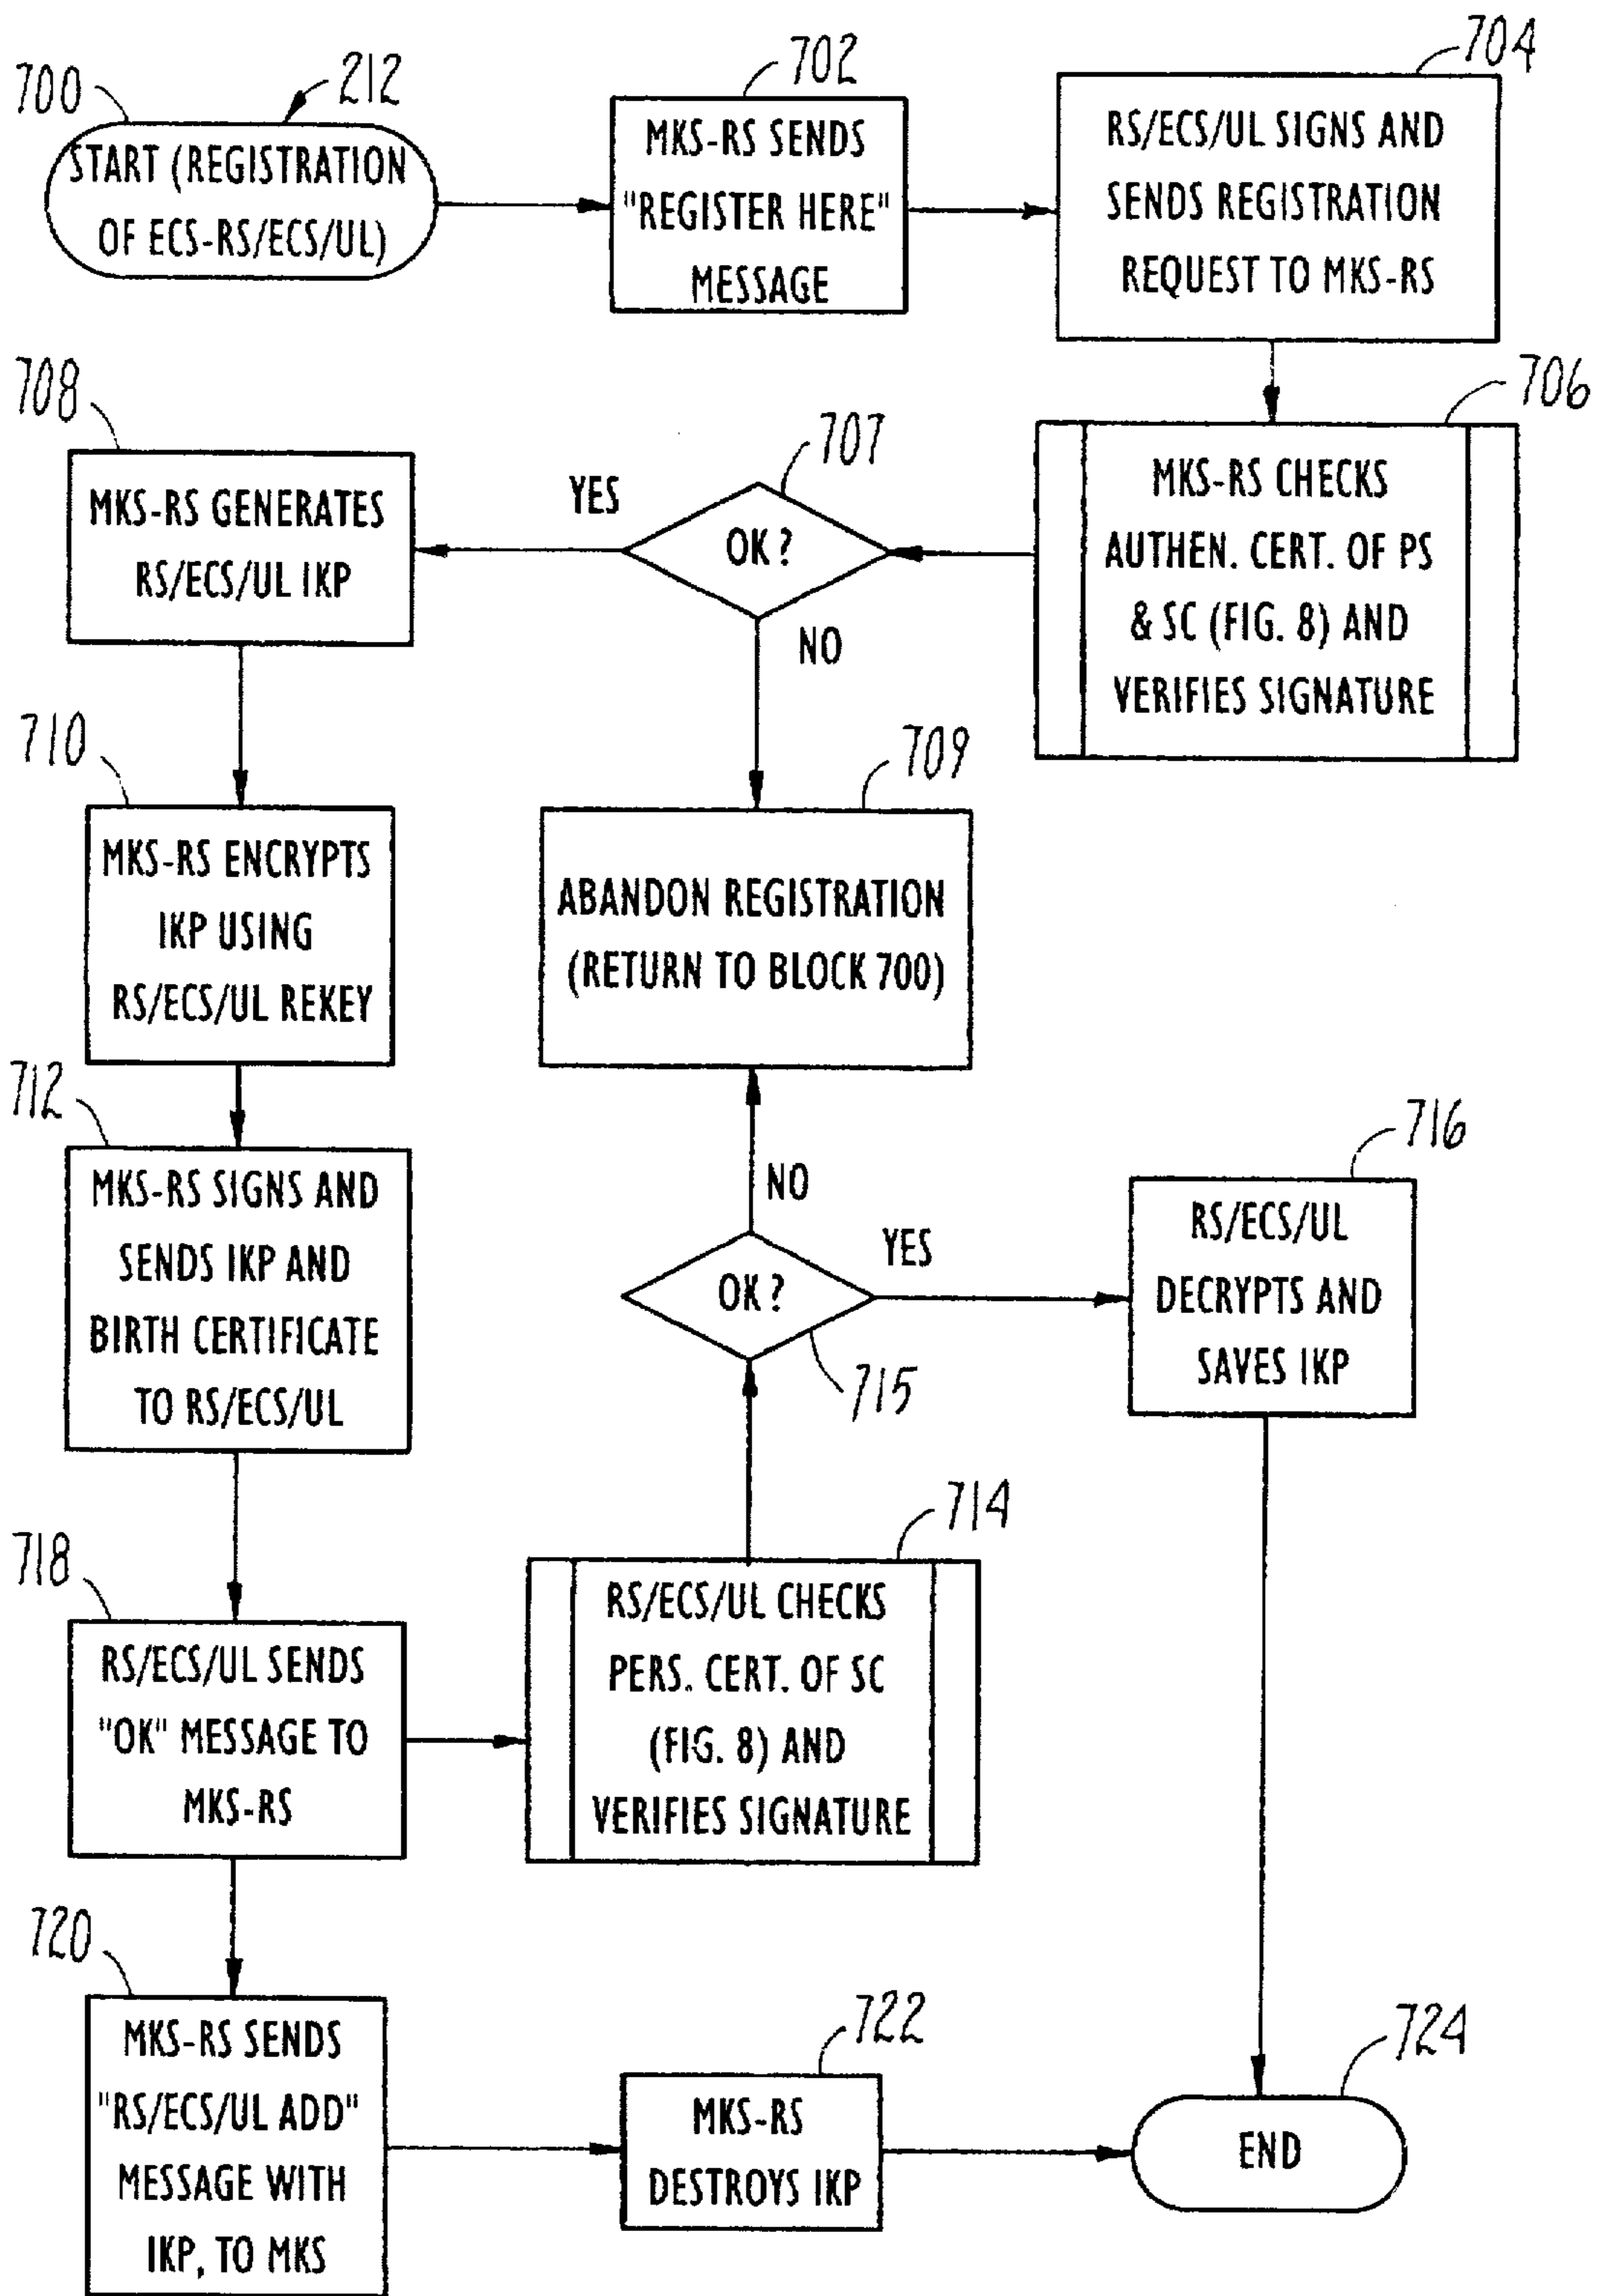 700
212
START (REGISTRATION
OF ECS-RS/ECS/UL)
702
MKS-RS SENDS
"REGISTER HERE"
MESSAGE
704
RS/ECS/UL SIGNS AND
SENDS REGISTRATION
REQUEST TO MKS-RS
706
MKS-RS CHECKS
AUTHEN. CERT. OF PS
& SC (FIG. 8) AND
VERIFIES SIGNATURE
707
OK?
YES
NO
708
MKS-RS GENERATES
RS/ECS/UL IKP
709
ABANDON REGISTRATION
(RETURN TO BLOCK 700)
710
MKS-RS ENCRYPTS
IKP USING
RS/ECS/UL REKEY
712
MKS-RS SIGNS AND
SENDS IKP AND
BIRTH CERTIFICATE
TO RS/ECS/UL
718
RS/ECS/UL SENDS
"OK" MESSAGE TO
MKS-RS
714
RS/ECS/UL CHECKS
PERS. CERT. OF SC
(FIG. 8) AND
VERIFIES SIGNATURE
NO
OK?
YES
715
716
RS/ECS/UL
DECRYPTS AND
SAVES IKP
720
MKS-RS SENDS
"RS/ECS/UL ADD"
MESSAGE WITH
IKP, TO MKS
722
MKS-RS
DESTROYS IKP
724
END